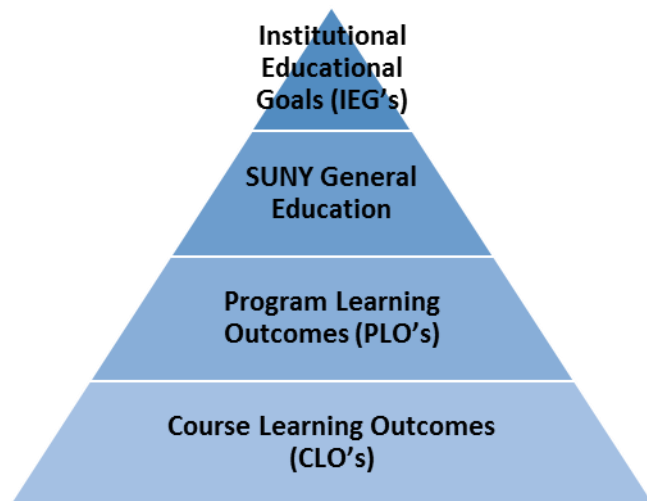 Institutional
Educational
Goals (IEG’s)
SUNY General
Education
Program Learning
Outcomes (PLO’s)
Course Learning Outcomes
(CLO’s)